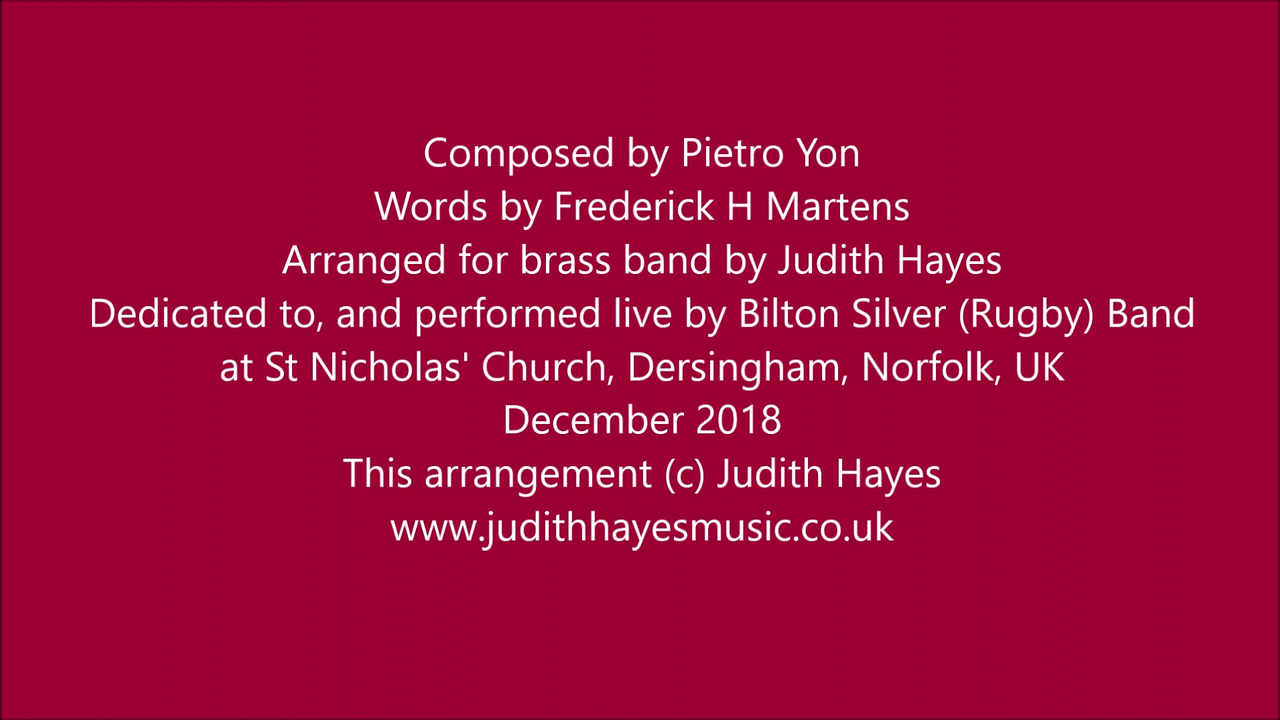 Composed by Pietro Yon
Words by Frederick H Martens
Arranged for brass band by Judith Hayes
Dedicated to, and performed live by Bilton Silver (Rugby) Band
at St Nicholas' Church, Dersingham, Norfolk, UK
December 2018
This arrangement (c) Judith Hayes
www.judithhayesmusic.co.uk